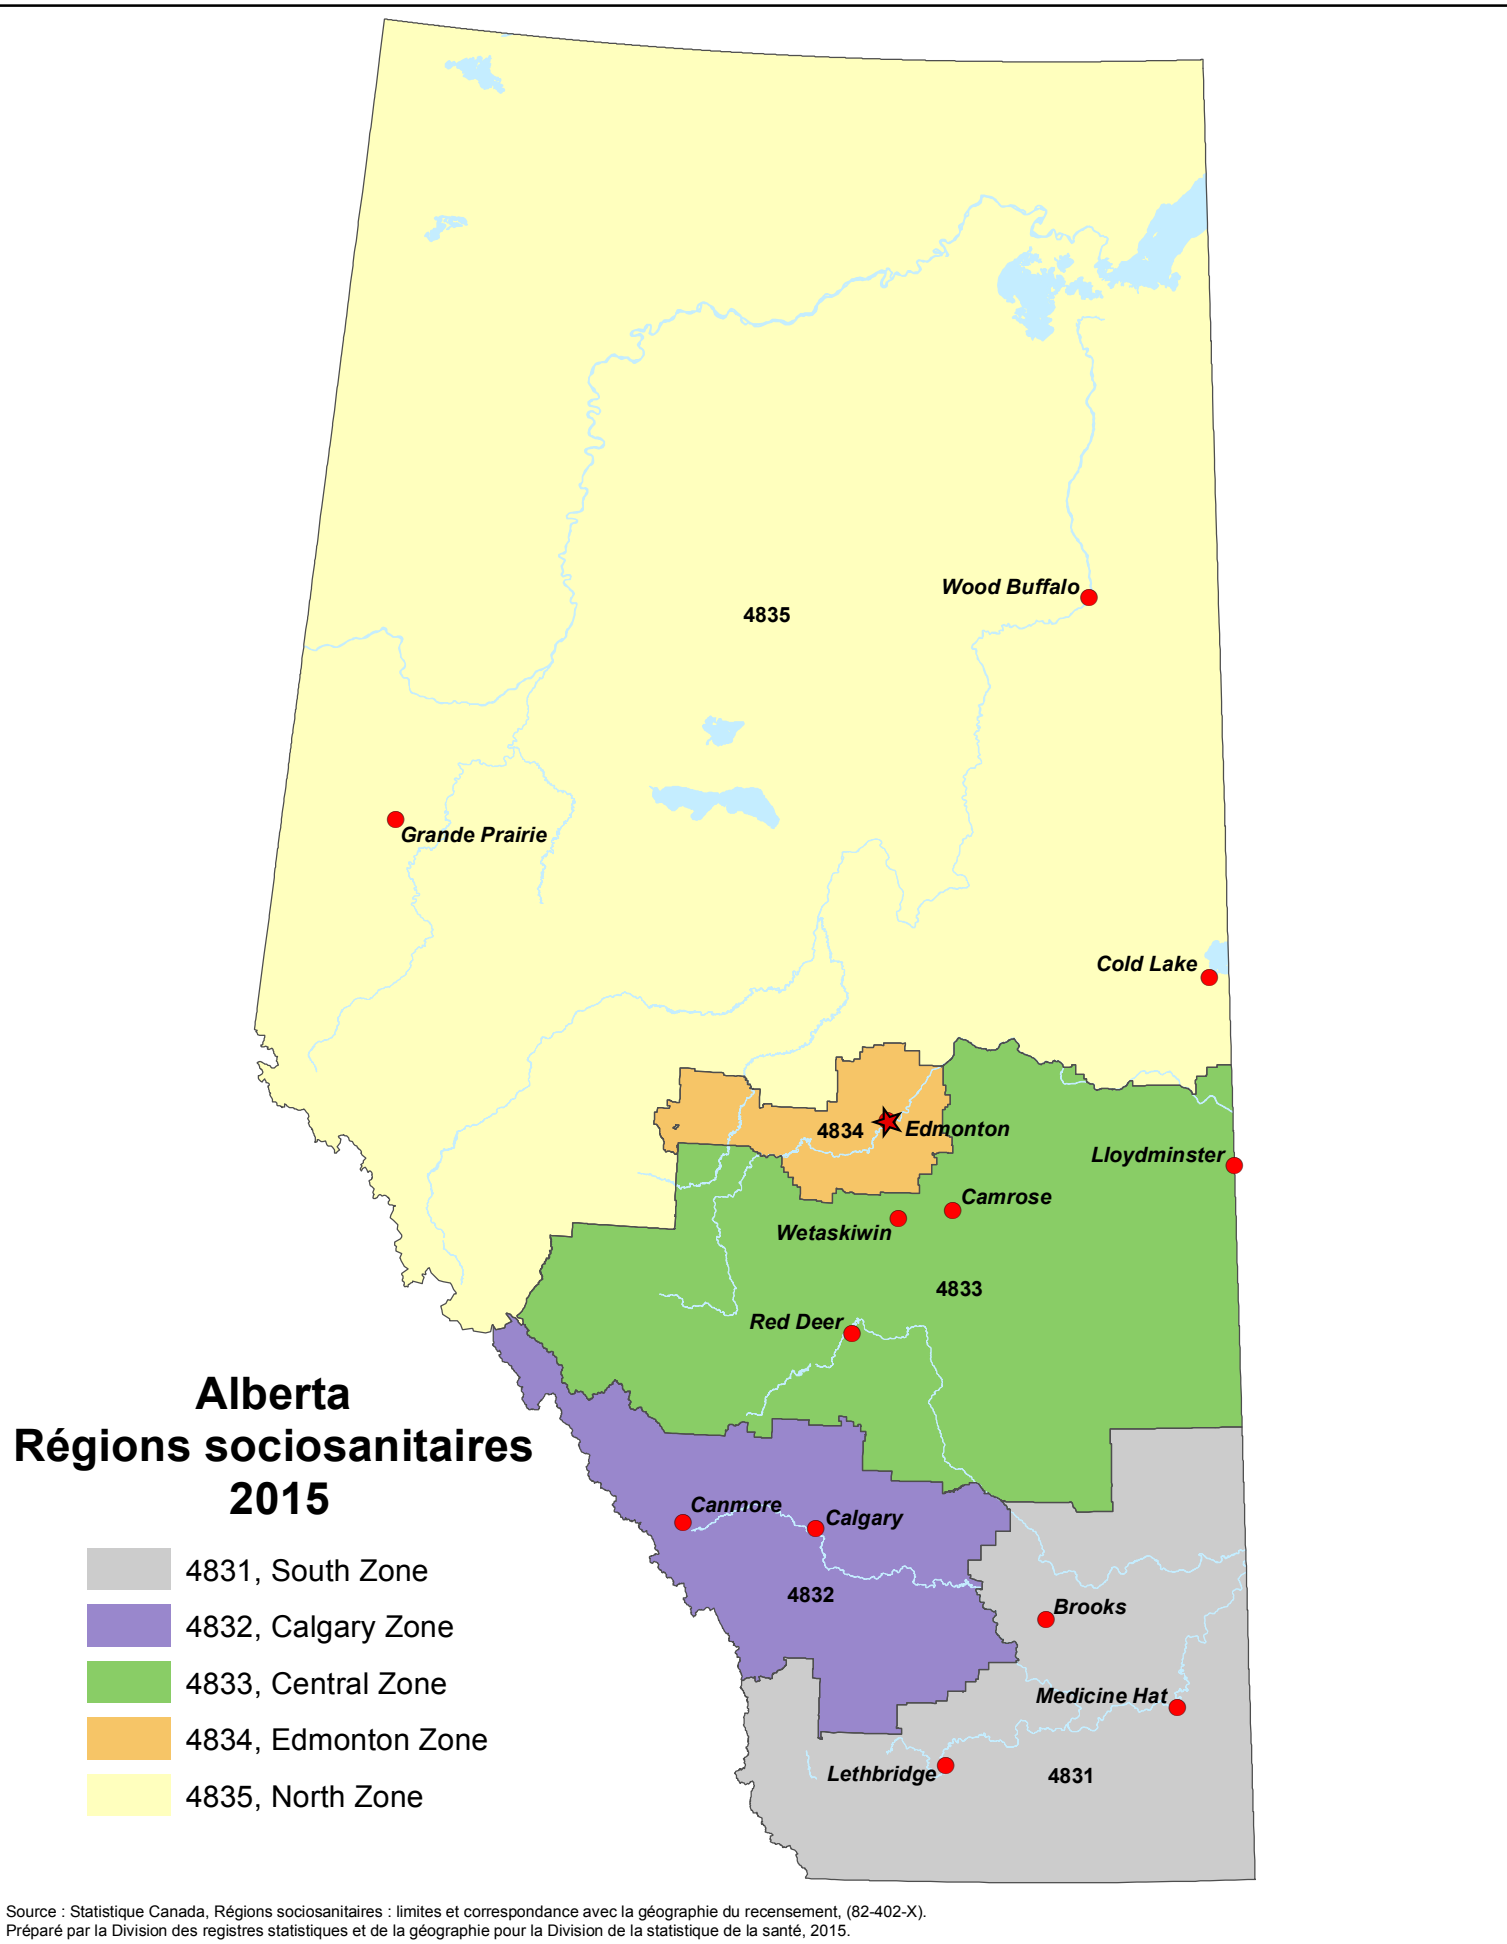 Wood Buffalo
4835
Grande Prairie
Cold Lake
4834
Edmonton
Lloydminster
Camrose
Wetaskiwin
4833
Red Deer
Alberta
Régions sociosanitaires
2015
Canmore
Calgary
4832
Brooks
Medicine Hat
Lethbridge
4831
4831, South Zone
4832, Calgary Zone
4833, Central Zone
4834, Edmonton Zone
4835, North Zone
Source : Statistique Canada, Régions sociosanitaires : limites et correspondance avec la géographie du recensement, (82-402-X).
Préparé par la Division des registres statistiques et de la géographie pour la Division de la statistique de la santé, 2015.